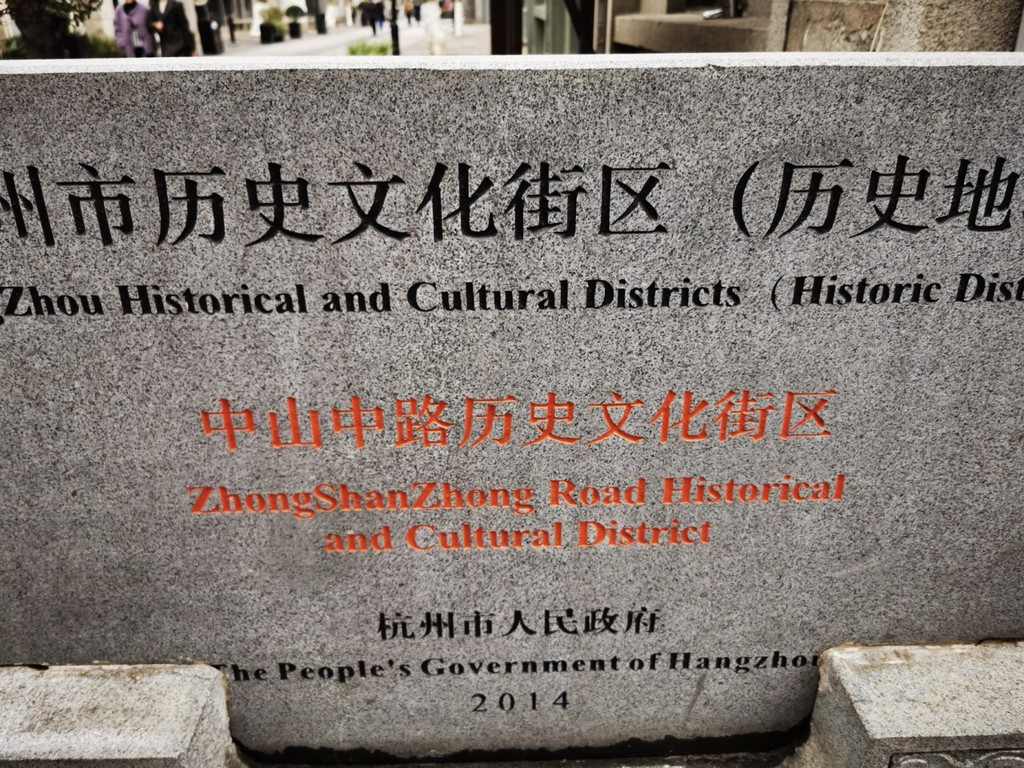 州市历史文化街区（历史地
gZhou Historical and Cultural Districts (Historic Dist
中山中路历史文化街区
ZhongShanZhong Road Historical
and Cultural District
杭州市人民政府
The People's Government of Hangzhou
2014